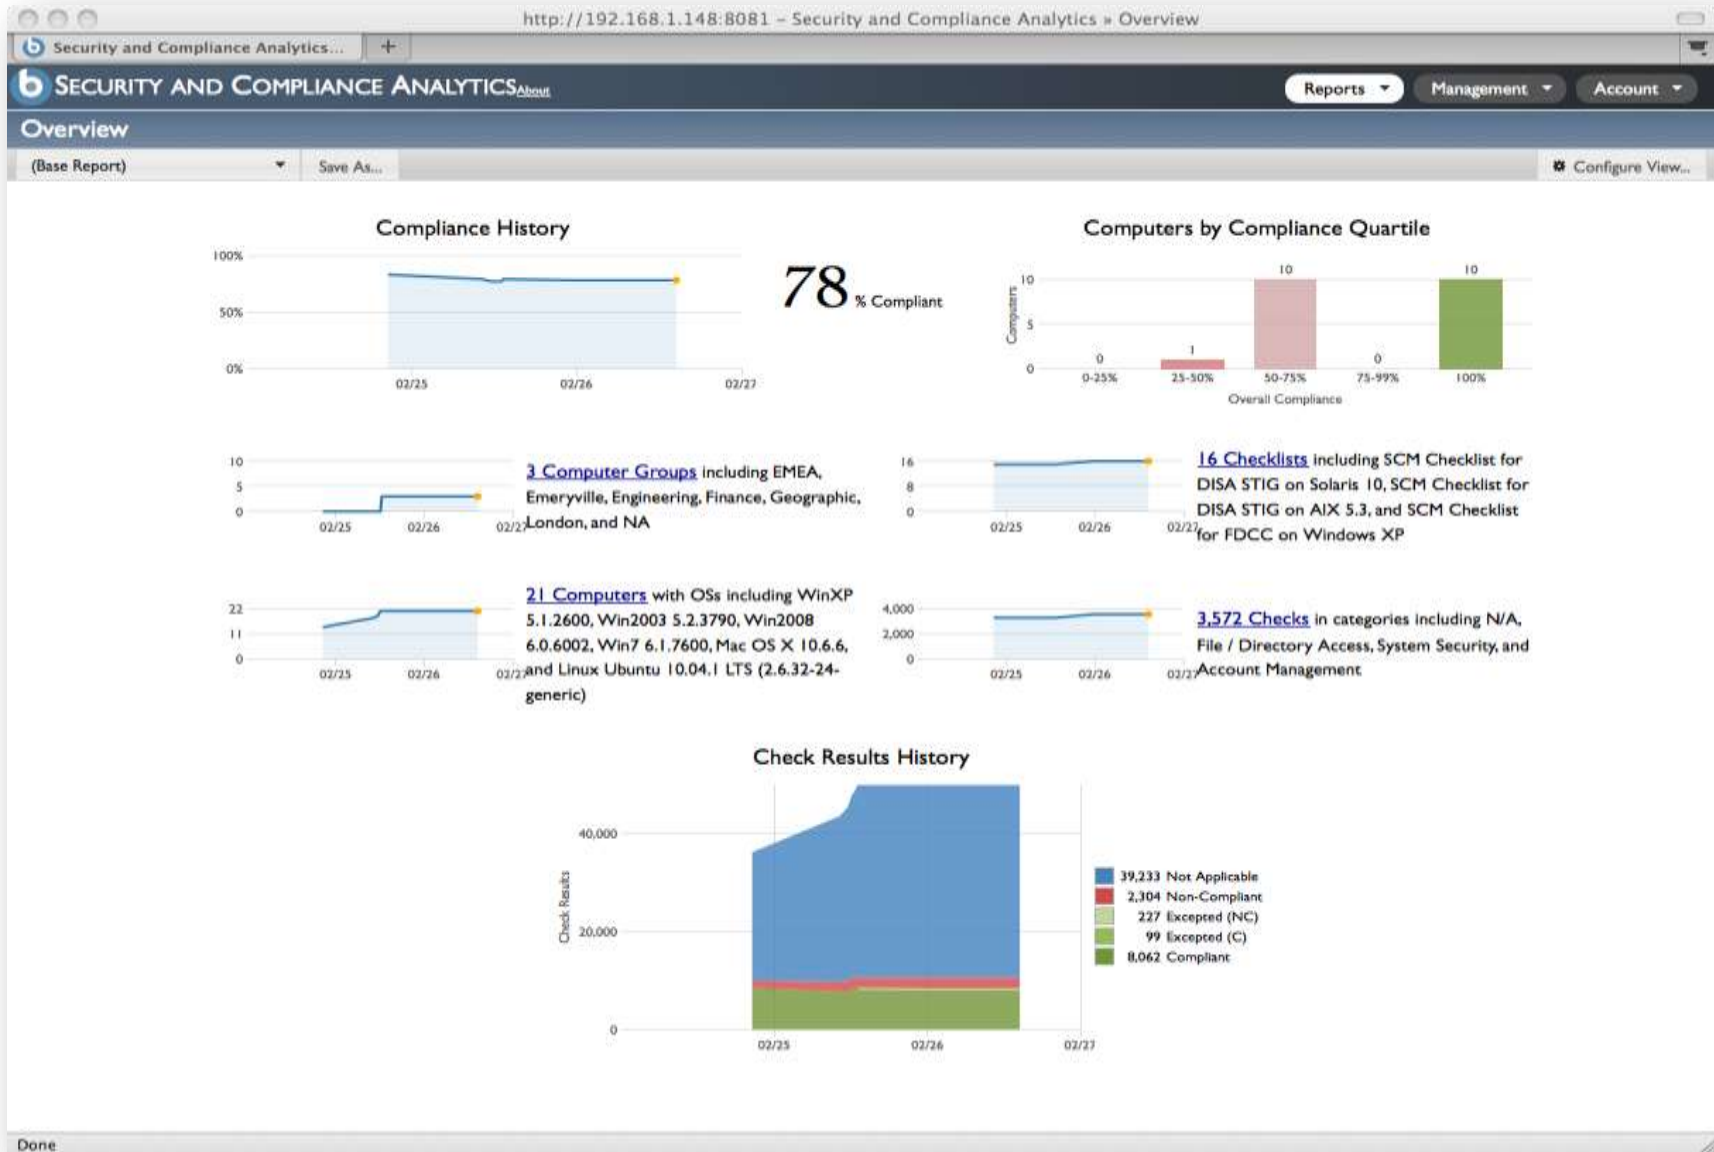 http://192.168.1.148:8081 – Security and Compliance Analytics » Overview
Security and Compliance Analytics... +
b SECURITY AND COMPLIANCE ANALYTICS About
Reports Management Account
Overview
(Base Report) Save As... Configure View...
Compliance History
100%
50%
0%
02/25 02/26 02/27
78 % Compliant
Computers by Compliance Quartile
Computers
10
5
0
0 1 10 0 10
0-25% 25-50% 50-75% 75-99% 100%
Overall Compliance
10
5
0
02/25 02/26 02/27
3 Computer Groups including EMEA,
Emeryville, Engineering, Finance, Geographic,
London, and NA
16
8
0
02/25 02/26 02/27
16 Checklists including SCM Checklist for
DISA STIG on Solaris 10, SCM Checklist for
DISA STIG on AIX 5.3, and SCM Checklist
for FDCC on Windows XP
22
11
0
02/25 02/26 02/27
21 Computers with OSs including WinXP
5.1.2600, Win2003 5.2.3790, Win2008
6.0.6002, Win7 6.1.7600, Mac OS X 10.6.6,
and Linux Ubuntu 10.04.1 LTS (2.6.32-24-
generic)
4,000
2,000
0
02/25 02/26 02/27
3,572 Checks in categories including N/A,
File / Directory Access, System Security, and
Account Management
Check Results History
Check Results
40,000
20,000
0
02/25 02/26 02/27
39,233 Not Applicable
2,304 Non-Compliant
227 Excepted (NC)
99 Excepted (C)
8,062 Compliant
Done